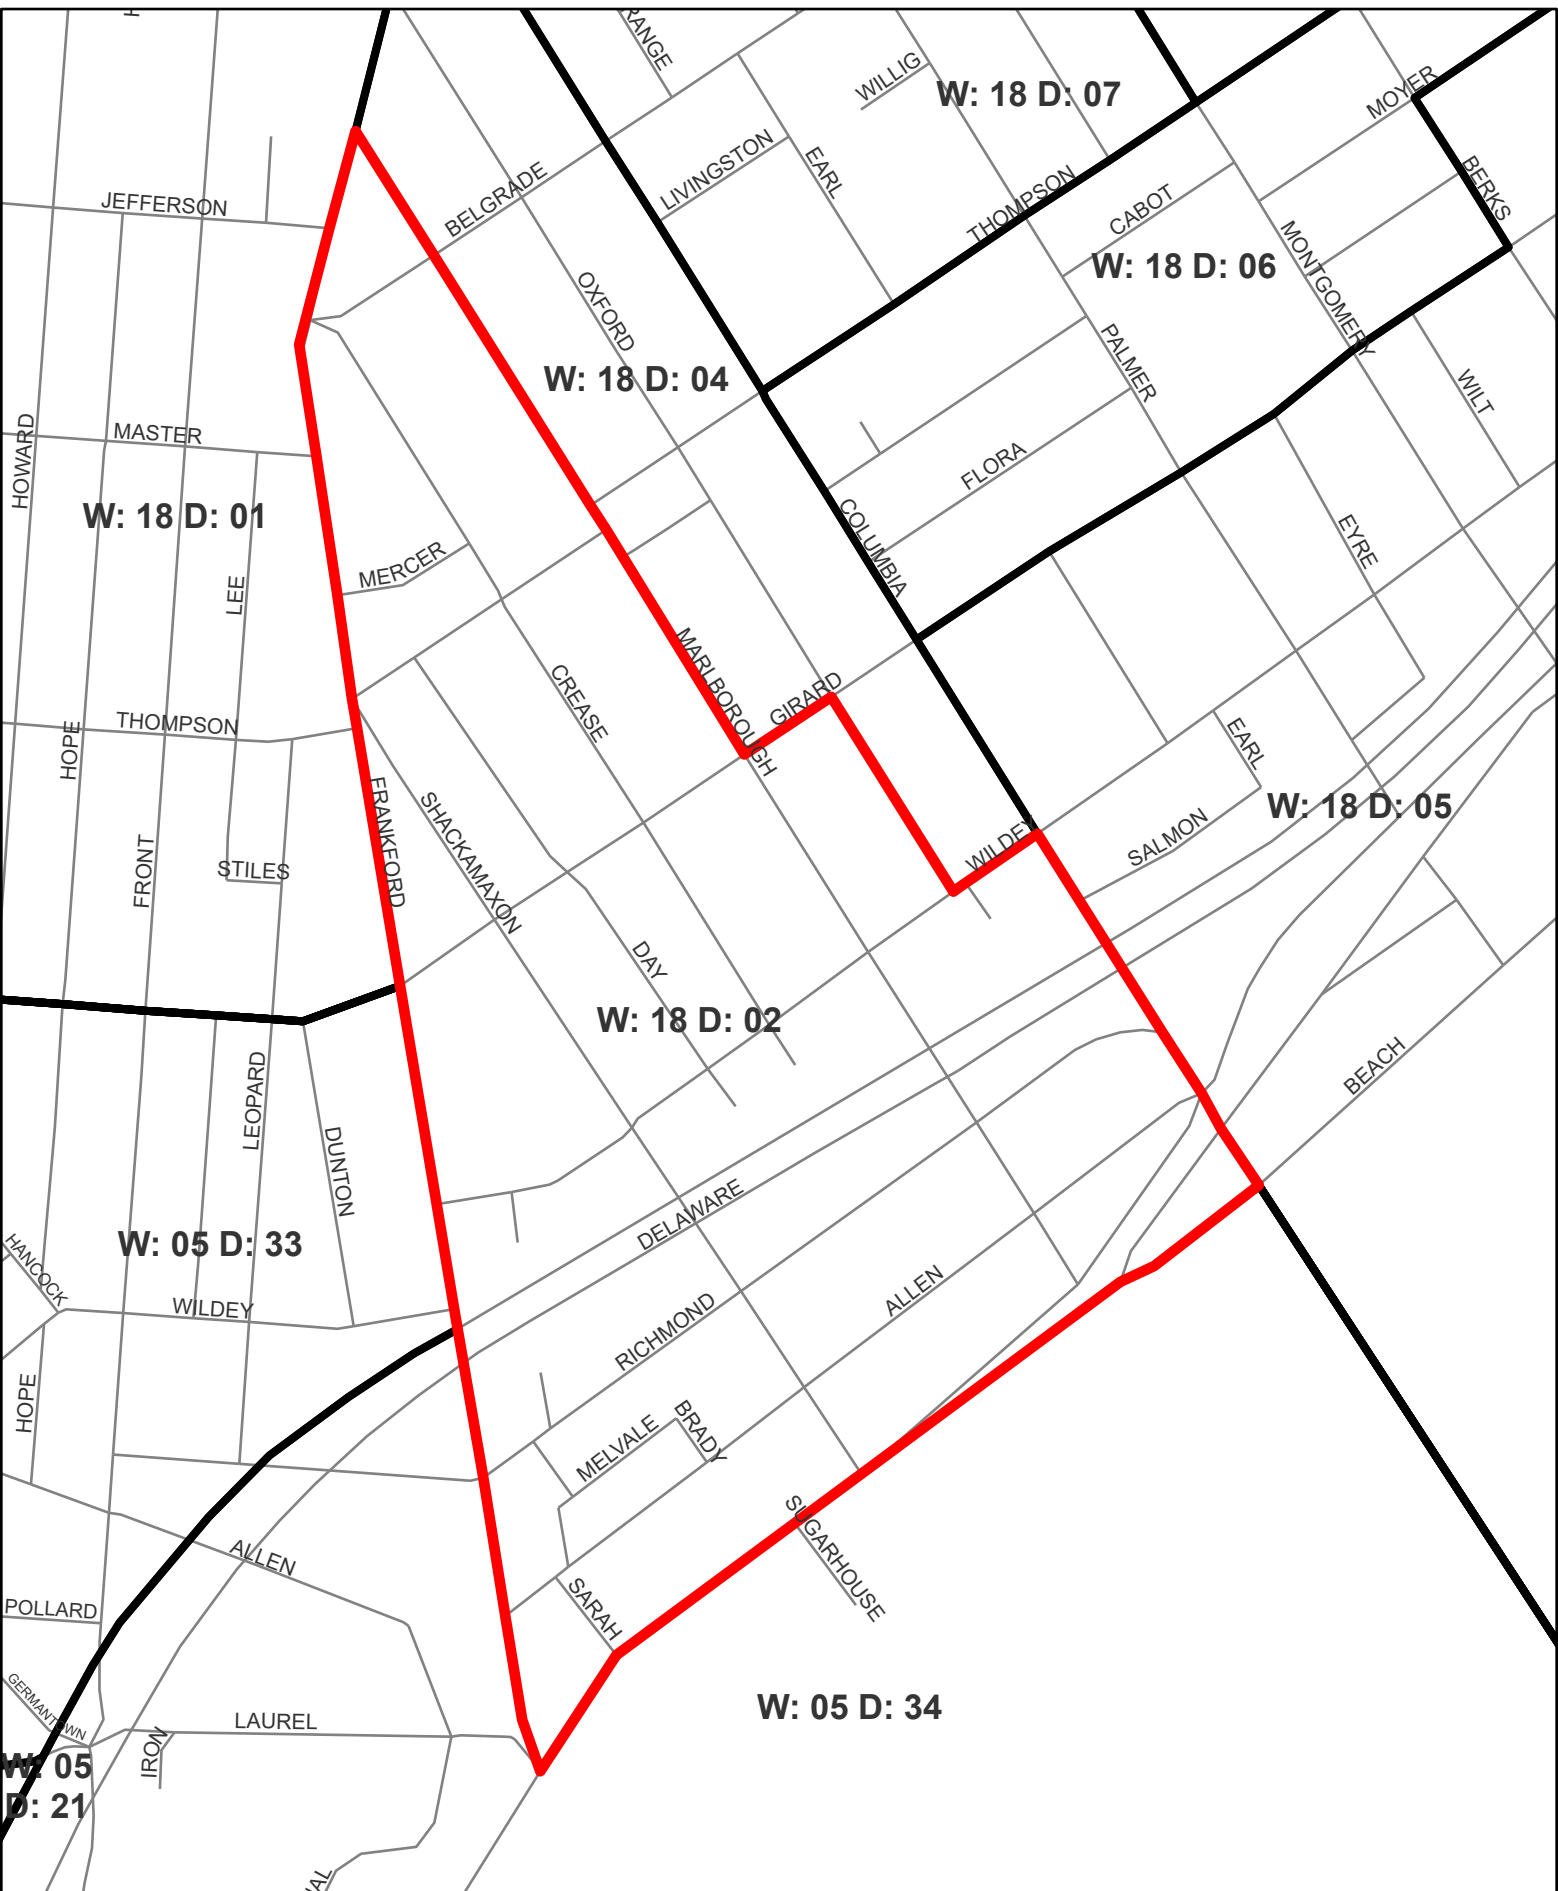 RANGE
WILLIG
W: 18 D: 07
MOYER
JEFFERSON
BELGRADE
LIVINGSTON
EARL
THOMPSON
CABOT
BERKS
W: 18 D: 06
MONTGOMERY
OXFORD
W: 18 D: 04
PALMER
WILT
HOWARD
MASTER
W: 18 D: 01
FLORA
COLUMBIA
EYRE
MERCER
LEE
MARLBOROUGH
GIRARD
CREASE
THOMPSON
HOPE
EARL
FRANKFORD
SHACKAMAXON
W: 18 D: 05
SALMON
WILDEY
FRONT
STILES
DAY
W: 18 D: 02
LEOPARD
BEACH
DUNTON
DELAWARE
W: 05 D: 33
HANCOCK
WILDEY
RICHMOND
ALLEN
HOPE
MELVALE
BRADY
SUGARHOUSE
ALLEN
SARAH
POLLARD
GERMANTOWN
LAUREL
W: 05 D: 34
IRON
W: 05
D: 21